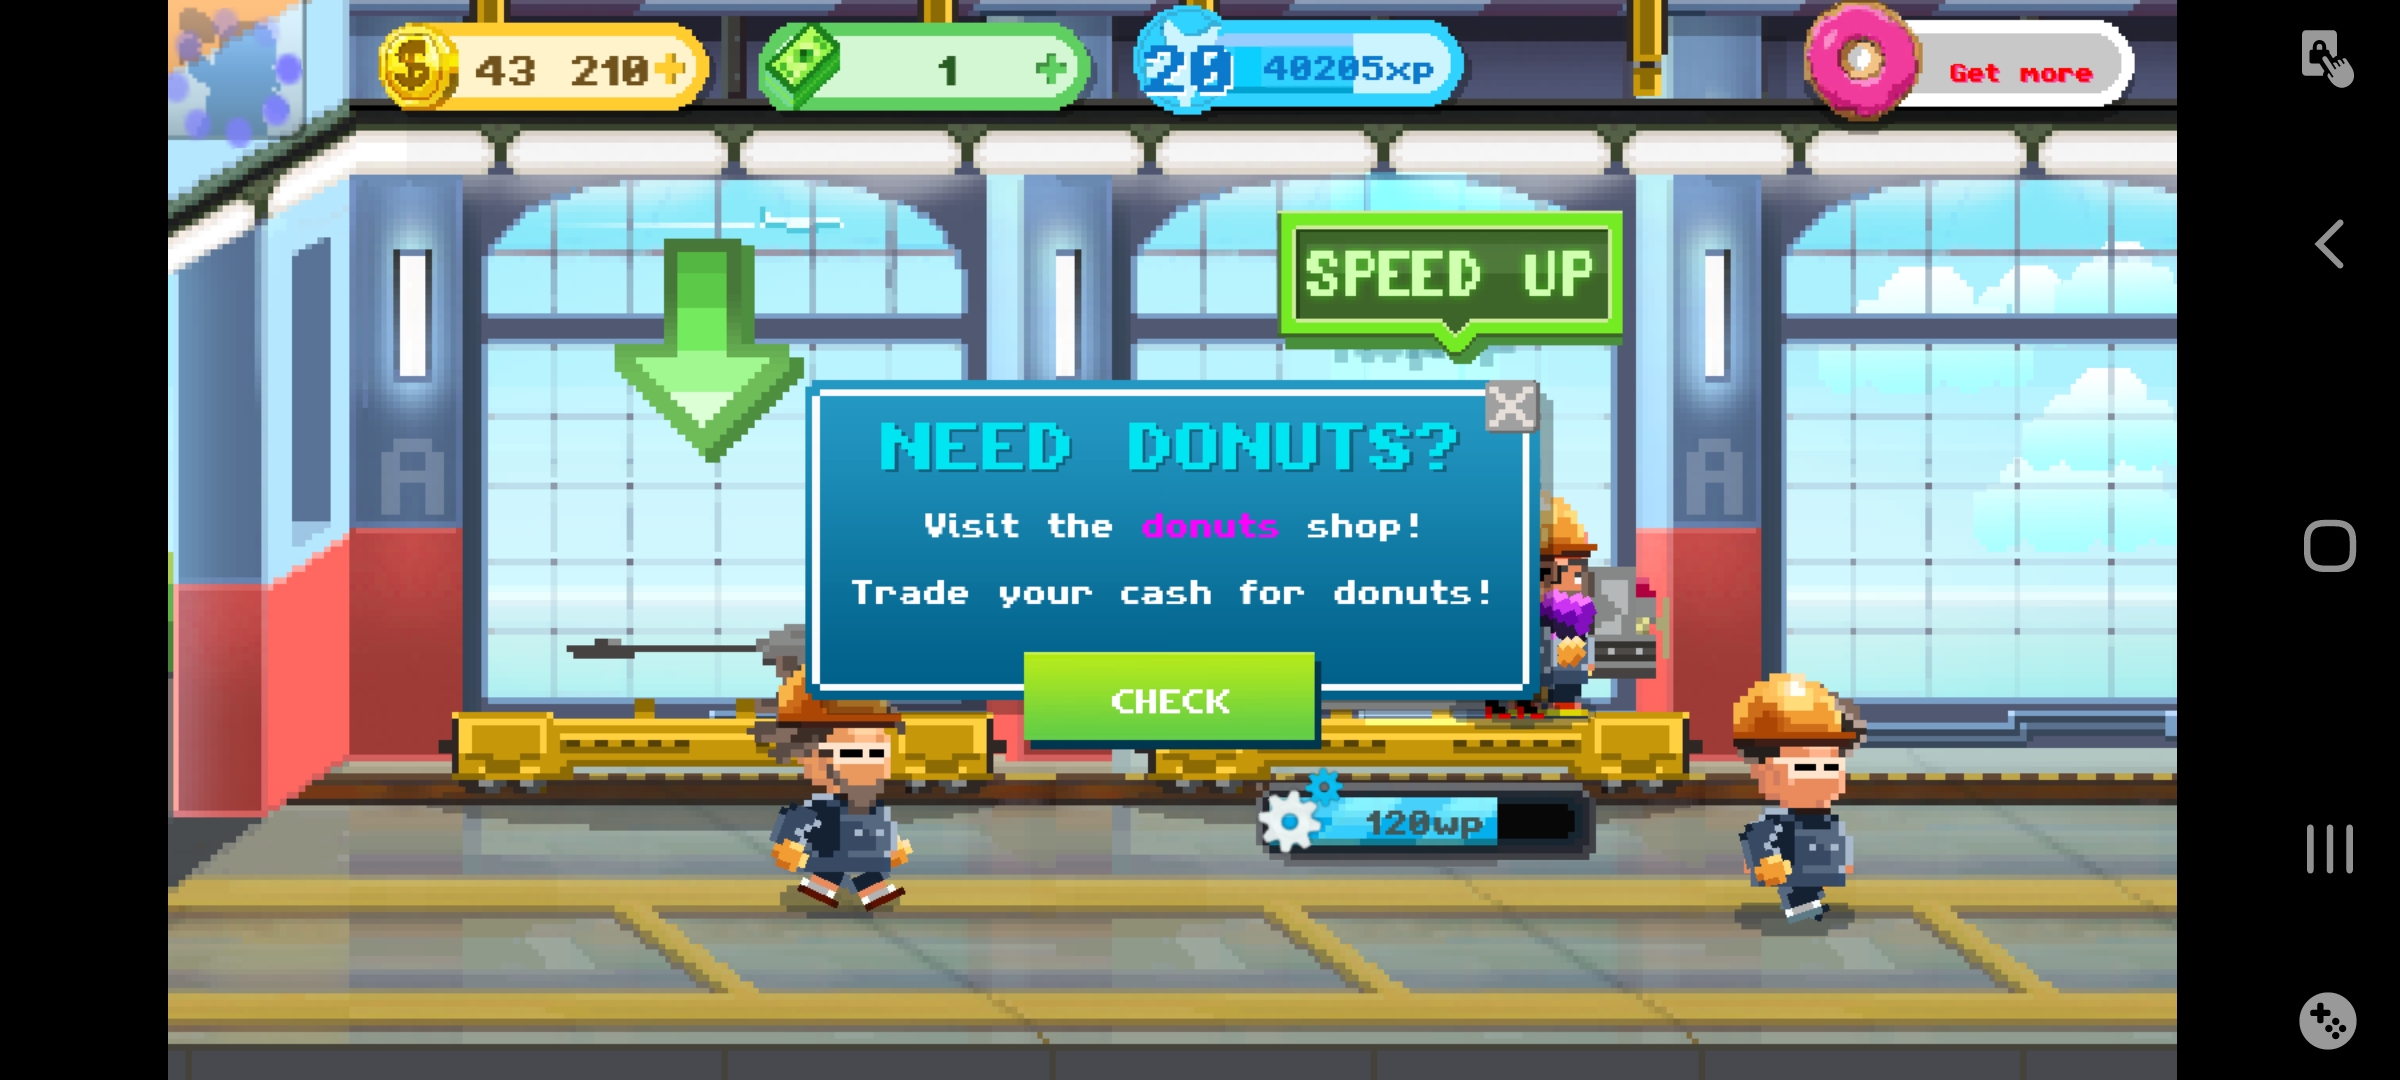 43 210
1
20 40205xp
Get more
SPEED UP
A
A
NEED DONUTS?
Visit the donuts shop!
Trade your cash for donuts!
CHECK
120wp